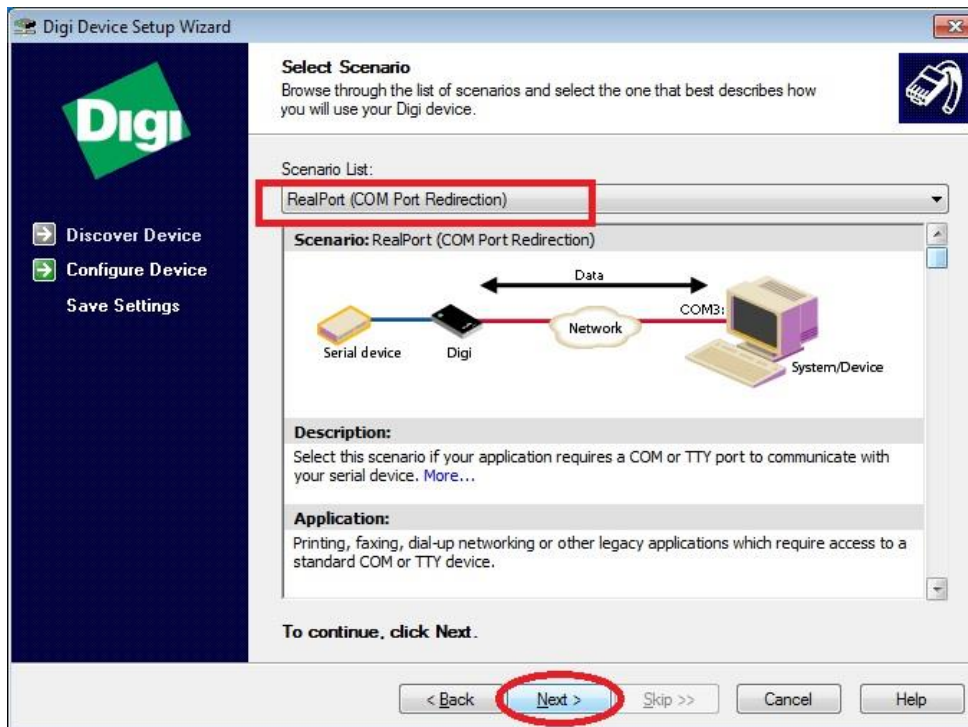 Digi Device Setup Wizard
Digi
Discover Device
Configure Device
Save Settings
Select Scenario
Browse through the list of scenarios and select the one that best describes how
you will use your Digi device.
Scenario List:
RealPort (COM Port Redirection)
Scenario: RealPort (COM Port Redirection)
Data
COM3:
Network
Serial device
Digi
System/Device
Description:
Select this scenario if your application requires a COM or TTY port to communicate with
your serial device. More...
Application:
Printing, faxing, dial-up networking or other legacy applications which require access to a
standard COM or TTY device.
To continue, click Next.
< Back
Next >
Skip >>
Cancel
Help